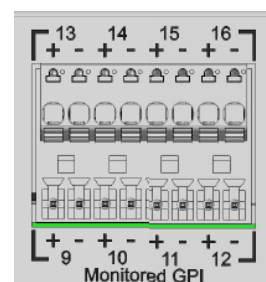 13 14 15 16
+ - + - + - + -
+ - + - + - + -
9 10 11 12
Monitored GPI